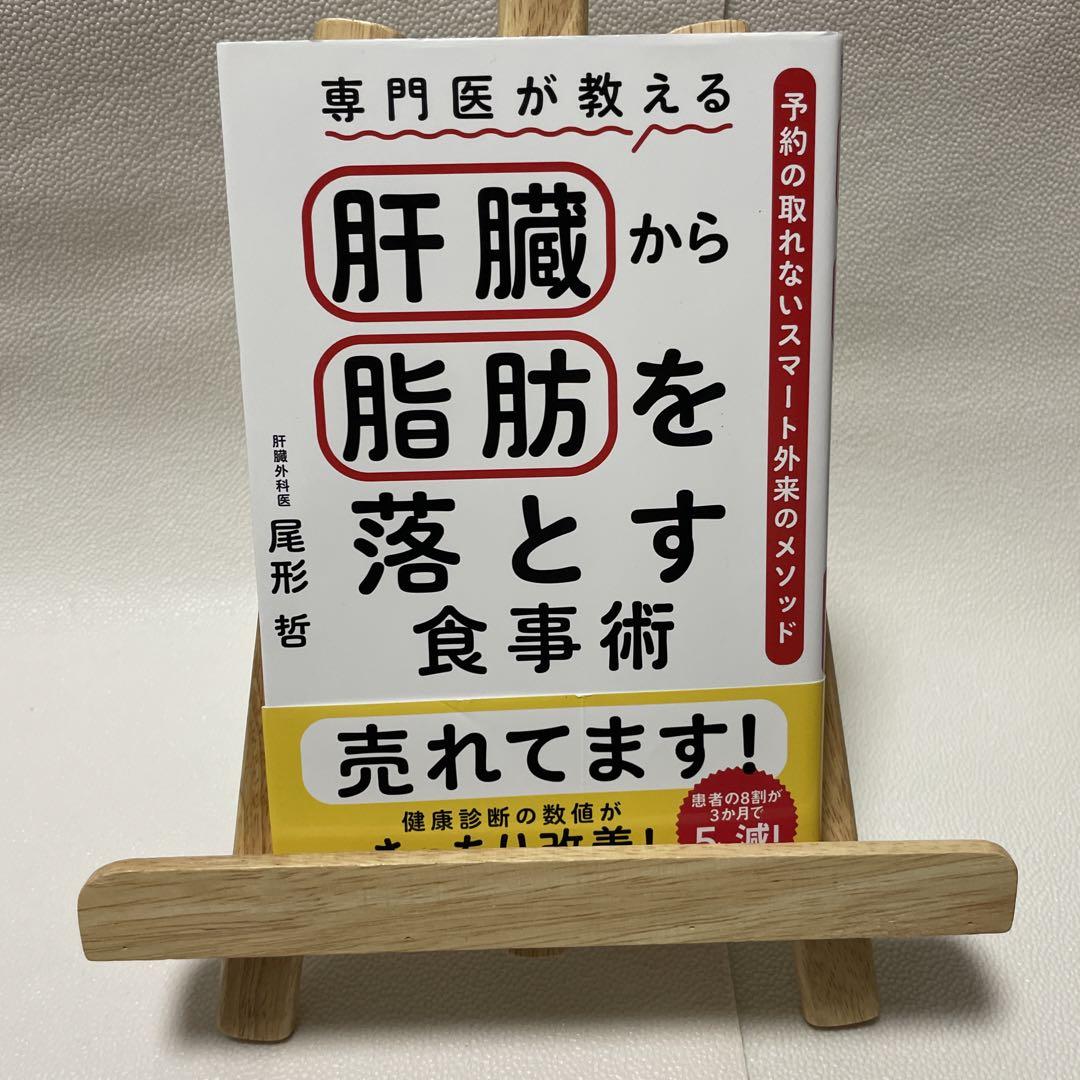 専門医が教える
肝臓から
脂肪を
落とす
食事術
予約の取れないスマート外来のメソッド
肝臓外科医
尾形 哲
売れてます!
健康診断の数値が
改善!
患者の8割が
3か月で
減!